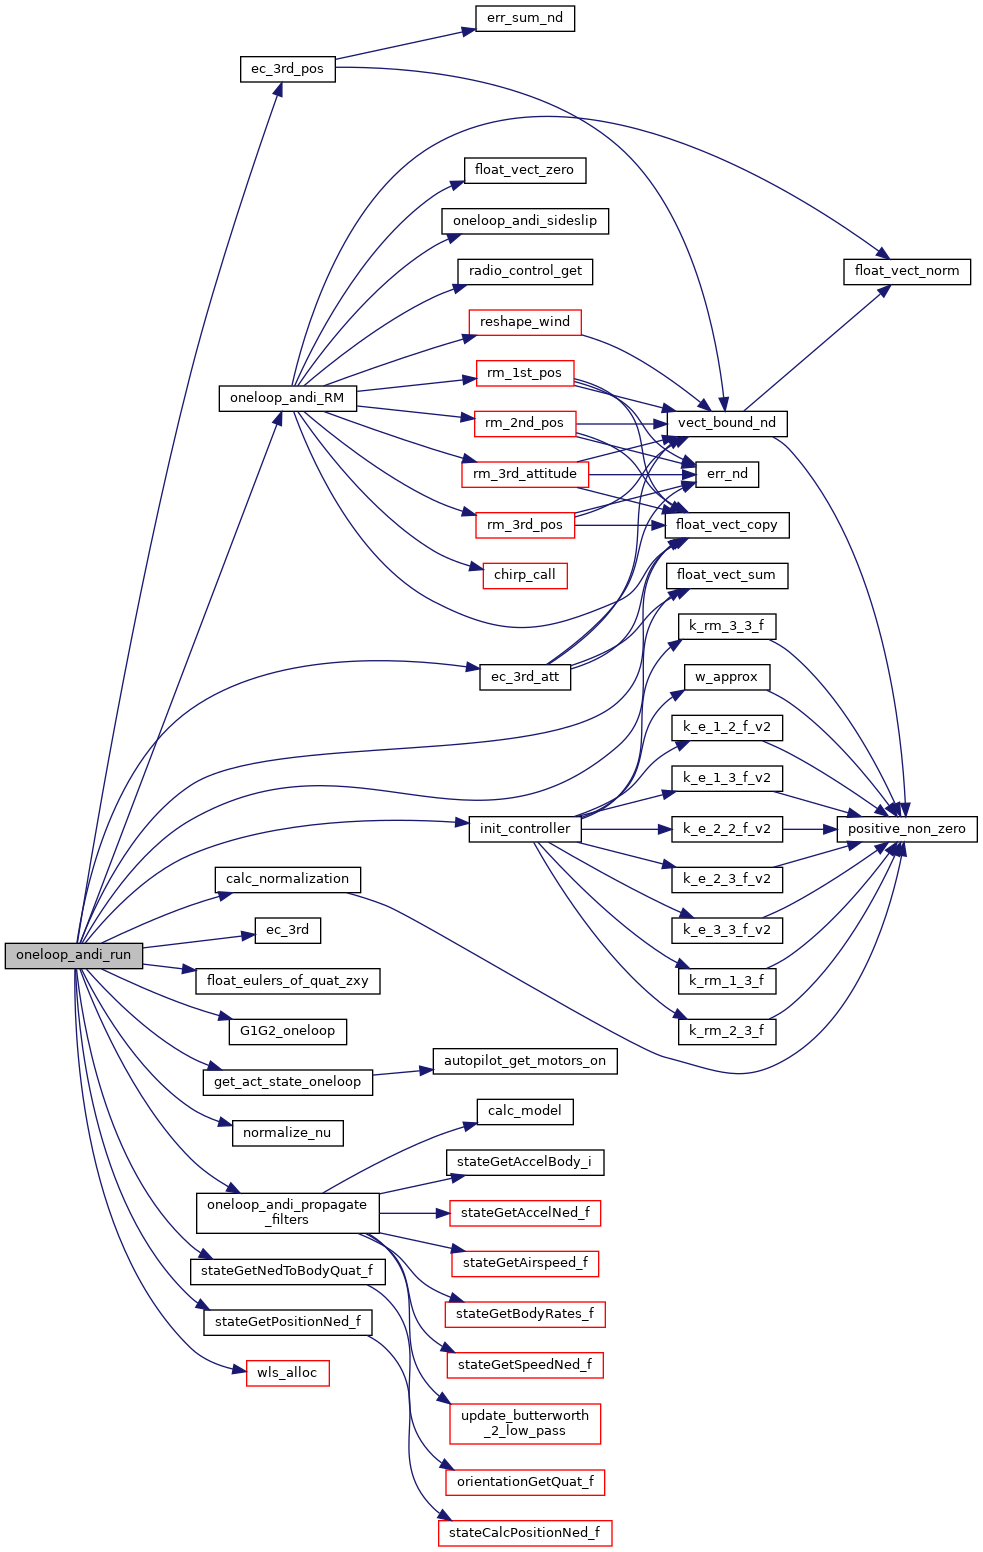 err_sum_nd
ec_3rd_pos
float_vect_zero
oneloop_andi_sideslip
radio_control_get
float_vect_norm
reshape_wind
rm_1st_pos
oneloop_andi_RM
rm_2nd_pos
vect_bound_nd
rm_3rd_attitude
err_nd
rm_3rd_pos
float_vect_copy
chirp_call
float_vect_sum
k_rm_3_3_f
ec_3rd_att
w_approx
k_e_1_2_f_v2
k_e_1_3_f_v2
init_controller
k_e_2_2_f_v2
positive_non_zero
calc_normalization
k_e_2_3_f_v2
ec_3rd
k_e_3_3_f_v2
oneloop_andi_run
float_eulers_of_quat_zxy
k_rm_1_3_f
G1G2_oneloop
k_rm_2_3_f
autopilot_get_motors_on
get_act_state_oneloop
calc_model
normalize_nu
stateGetAccelBody_i
oneloop_andi_propagate
_filters
stateGetAccelNed_f
stateGetAirspeed_f
stateGetNedToBodyQuat_f
stateGetBodyRates_f
stateGetPositionNed_f
stateGetSpeedNed_f
wls_alloc
update_butterworth
_2_low_pass
orientationGetQuat_f
stateCalcPositionNed_f